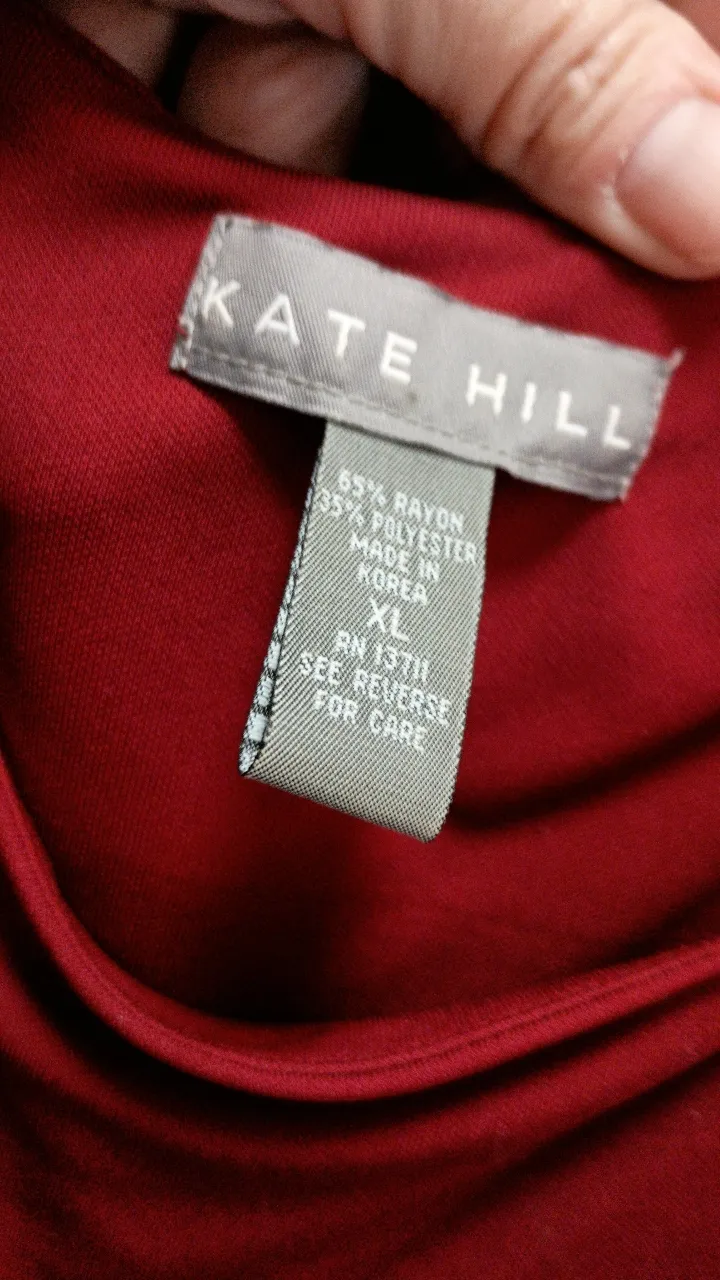 KATE HILL
65% RAYON
35% POLYESTER
MADE IN
KOREA
XL
RN 13711
SEE REVERSE
FOR CARE